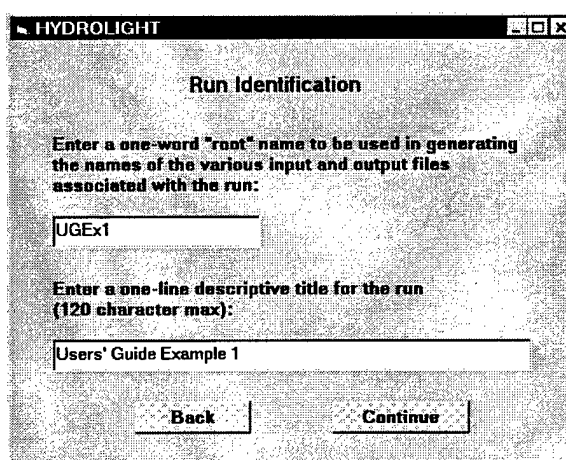 HYDROLIGHT
Run Identification
Enter a one-word "root" name to be used in generating
the names of the various input and output files
associated with the run:
UGEx1
Enter a one-line descriptive title for the run
(120 character max):
Users' Guide Example 1
Back Continue